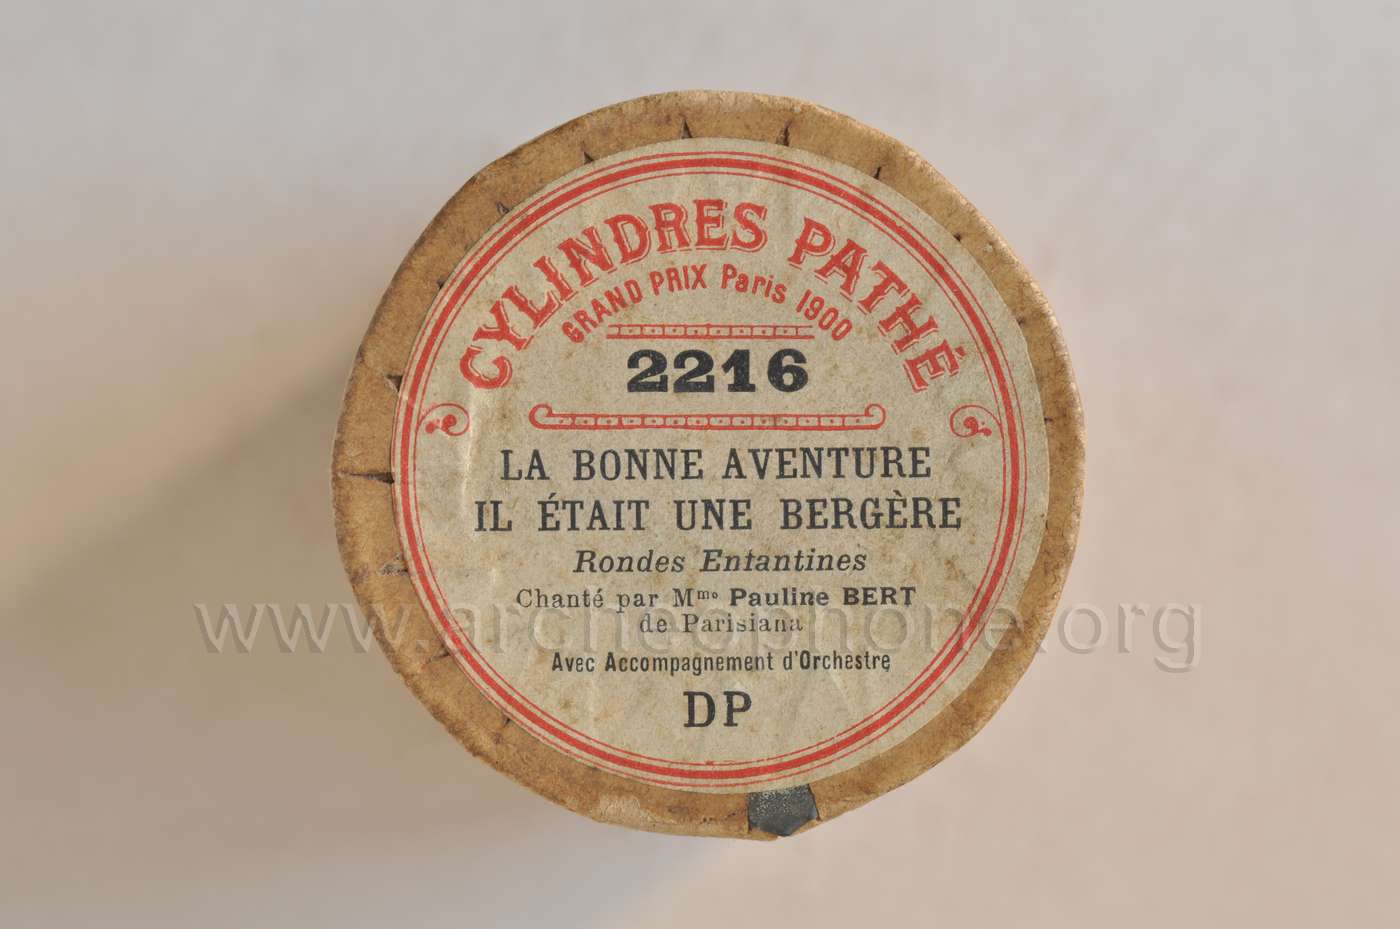 CYLINDRES PATHÉ
GRAND PRIX Paris 1900
2216
LA BONNE AVENTURE
IL ÉTAIT UNE BERGÈRE
Rondes Enfantines
Chanté par Mme Pauline BERT
de Parisiana
Avec Accompagnement d'Orchestre
DP
www.archeophone.org